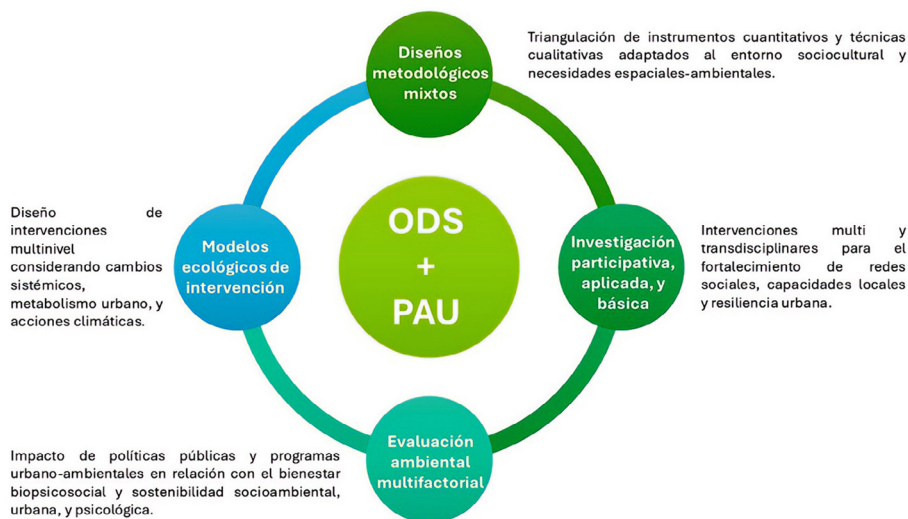 Diseños
metodológicos
mixtos
Triangulación de instrumentos cuantitativos y técnicas
cualitativas adaptados al entorno sociocultural y
necesidades espaciales-ambientales.
ODS
+
PAU
Investigación
participativa,
aplicada, y
básica
Intervenciones multi y
transdisciplinares para el
fortalecimiento de redes
sociales, capacidades locales
y resiliencia urbana.
Evaluación
ambiental
multifactorial
Impacto de políticas públicas y programas
urbano-ambientales en relación con el bienestar
biopsicosocial y sostenibilidad socioambiental,
urbana, y psicológica.
Modelos
ecológicos de
intervención
Diseño de
intervenciones
multinivel
considerando cambios
sistémicos,
metabolismo urbano, y
acciones climáticas.